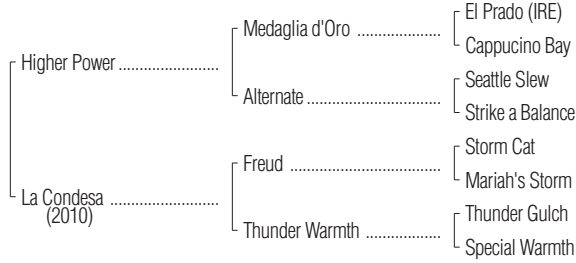 El Prado (IRE)
Medaglia d'Oro ..................
Cappucino Bay
Higher Power ......................
Seattle Slew
Alternate .............................
Strike a Balance
Storm Cat
Freud ................................
Mariah's Storm
La Condesa ........................
(2010)
Thunder Gulch
Thunder Warmth ................
Special Warmth